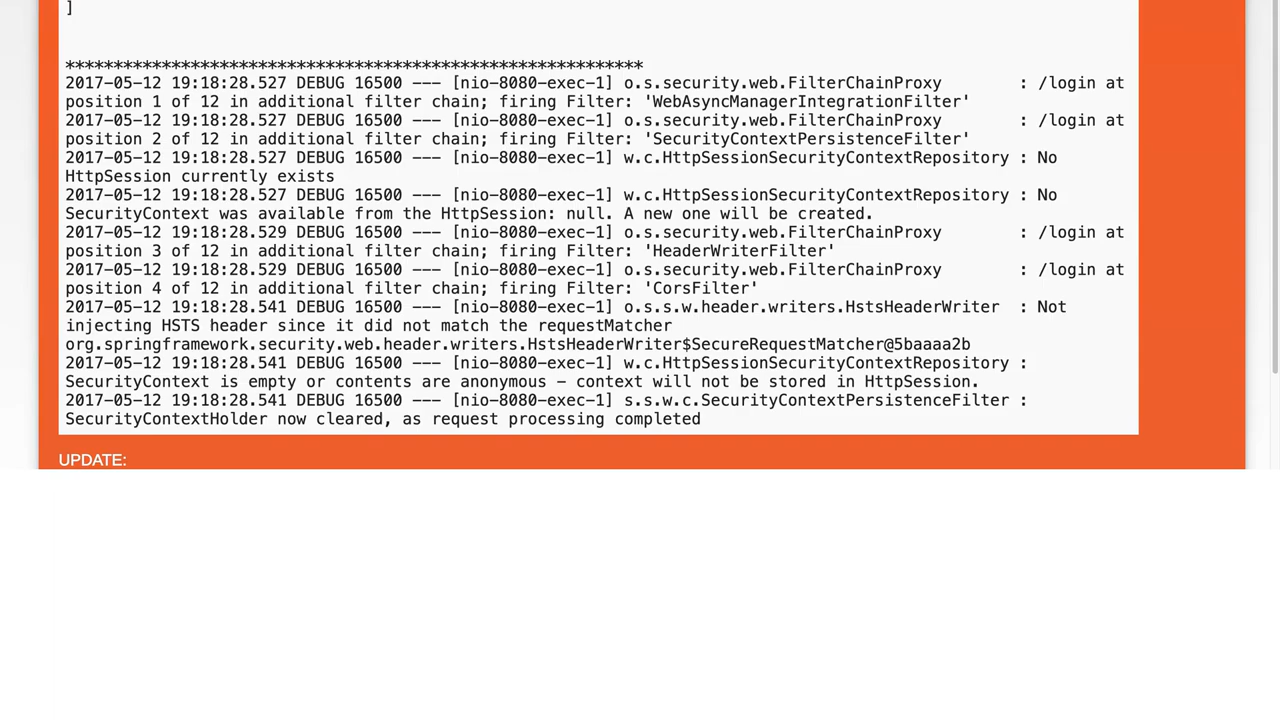 ]
************************************************************
2017-05-12 19:18:28.527 DEBUG 16500 --- [nio-8080-exec-1] o.s.security.web.FilterChainProxy        : /login at
position 1 of 12 in additional filter chain; firing Filter: 'WebAsyncManagerIntegrationFilter'
2017-05-12 19:18:28.527 DEBUG 16500 --- [nio-8080-exec-1] o.s.security.web.FilterChainProxy        : /login at
position 2 of 12 in additional filter chain; firing Filter: 'SecurityContextPersistenceFilter'
2017-05-12 19:18:28.527 DEBUG 16500 --- [nio-8080-exec-1] w.c.HttpSessionSecurityContextRepository : No
HttpSession currently exists
2017-05-12 19:18:28.527 DEBUG 16500 --- [nio-8080-exec-1] w.c.HttpSessionSecurityContextRepository : No
SecurityContext was available from the HttpSession: null. A new one will be created.
2017-05-12 19:18:28.529 DEBUG 16500 --- [nio-8080-exec-1] o.s.security.web.FilterChainProxy        : /login at
position 3 of 12 in additional filter chain; firing Filter: 'HeaderWriterFilter'
2017-05-12 19:18:28.529 DEBUG 16500 --- [nio-8080-exec-1] o.s.security.web.FilterChainProxy        : /login at
position 4 of 12 in additional filter chain; firing Filter: 'CorsFilter'
2017-05-12 19:18:28.541 DEBUG 16500 --- [nio-8080-exec-1] o.s.s.w.header.writers.HstsHeaderWriter  : Not
injecting HSTS header since it did not match the requestMatcher
org.springframework.security.web.header.writers.HstsHeaderWriter$SecureRequestMatcher@5baaaa2b
2017-05-12 19:18:28.541 DEBUG 16500 --- [nio-8080-exec-1] w.c.HttpSessionSecurityContextRepository :
SecurityContext is empty or contents are anonymous - context will not be stored in HttpSession.
2017-05-12 19:18:28.541 DEBUG 16500 --- [nio-8080-exec-1] s.s.w.c.SecurityContextPersistenceFilter :
SecurityContextHolder now cleared, as request processing completed
UPDATE: